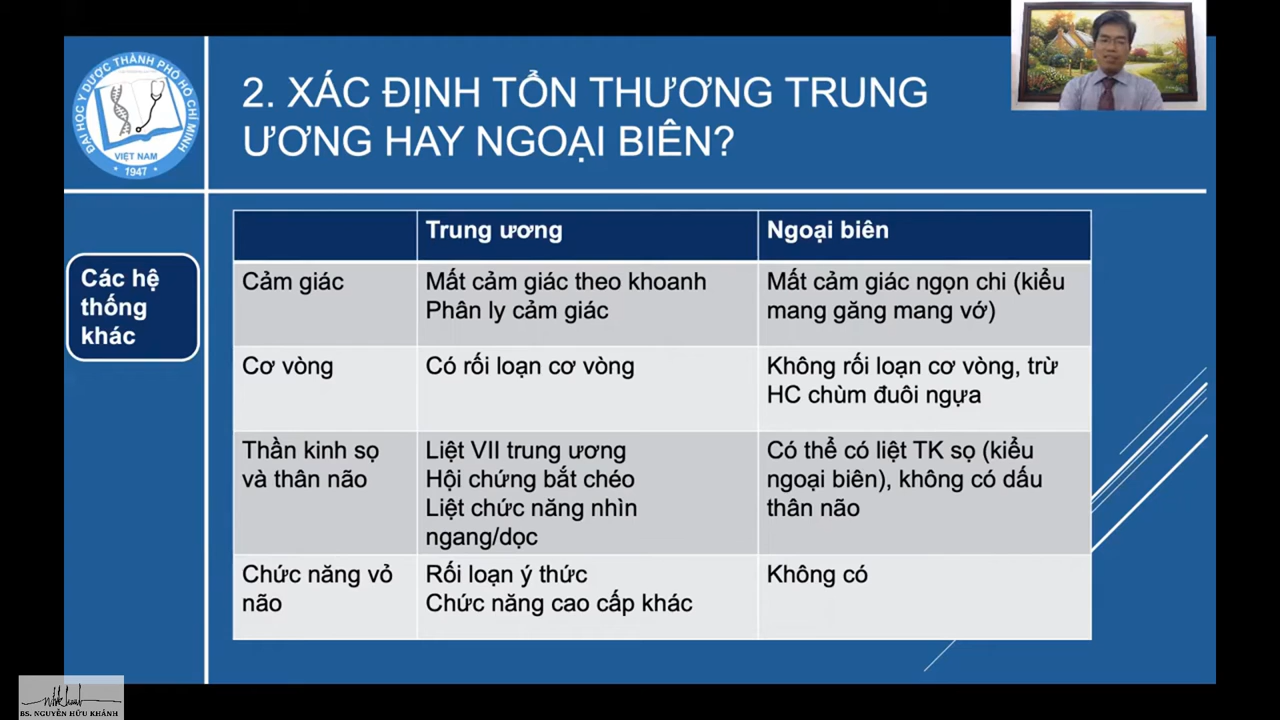 ĐẠI HỌC Y DƯỢC THÀNH PHỐ HỒ CHÍ MINH
VIỆT NAM
1947
2. XÁC ĐỊNH TỔN THƯƠNG TRUNG
ƯƠNG HAY NGOẠI BIÊN?
Các hệ
thống
khác
Trung ương
Ngoại biên
Cảm giác
Mất cảm giác theo khoanh
Phân ly cảm giác
Mất cảm giác ngọn chi (kiểu
mang găng mang vớ)
Cơ vòng
Có rối loạn cơ vòng
Không rối loạn cơ vòng, trừ
HC chùm đuôi ngựa
Thần kinh sọ
và thân não
Liệt VII trung ương
Hội chứng bắt chéo
Liệt chức năng nhìn
ngang/dọc
Có thể có liệt TK sọ (kiểu
ngoại biên), không có dấu
thân não
Chức năng vỏ
não
Rối loạn ý thức
Chức năng cao cấp khác
Không có
BS. NGUYỄN HỮU KHÁNH